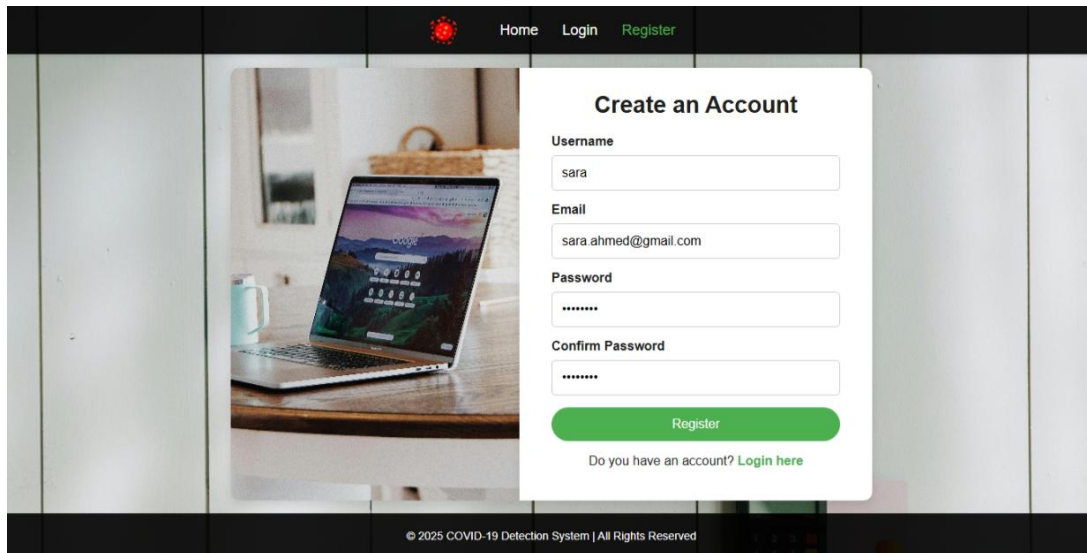 Home Login Register
Create an Account
Username
sara
Email
sara.ahmed@gmail.com
Password
••••••••
Confirm Password
••••••••
Register
Do you have an account? Login here
Google
© 2025 COVID-19 Detection System | All Rights Reserved